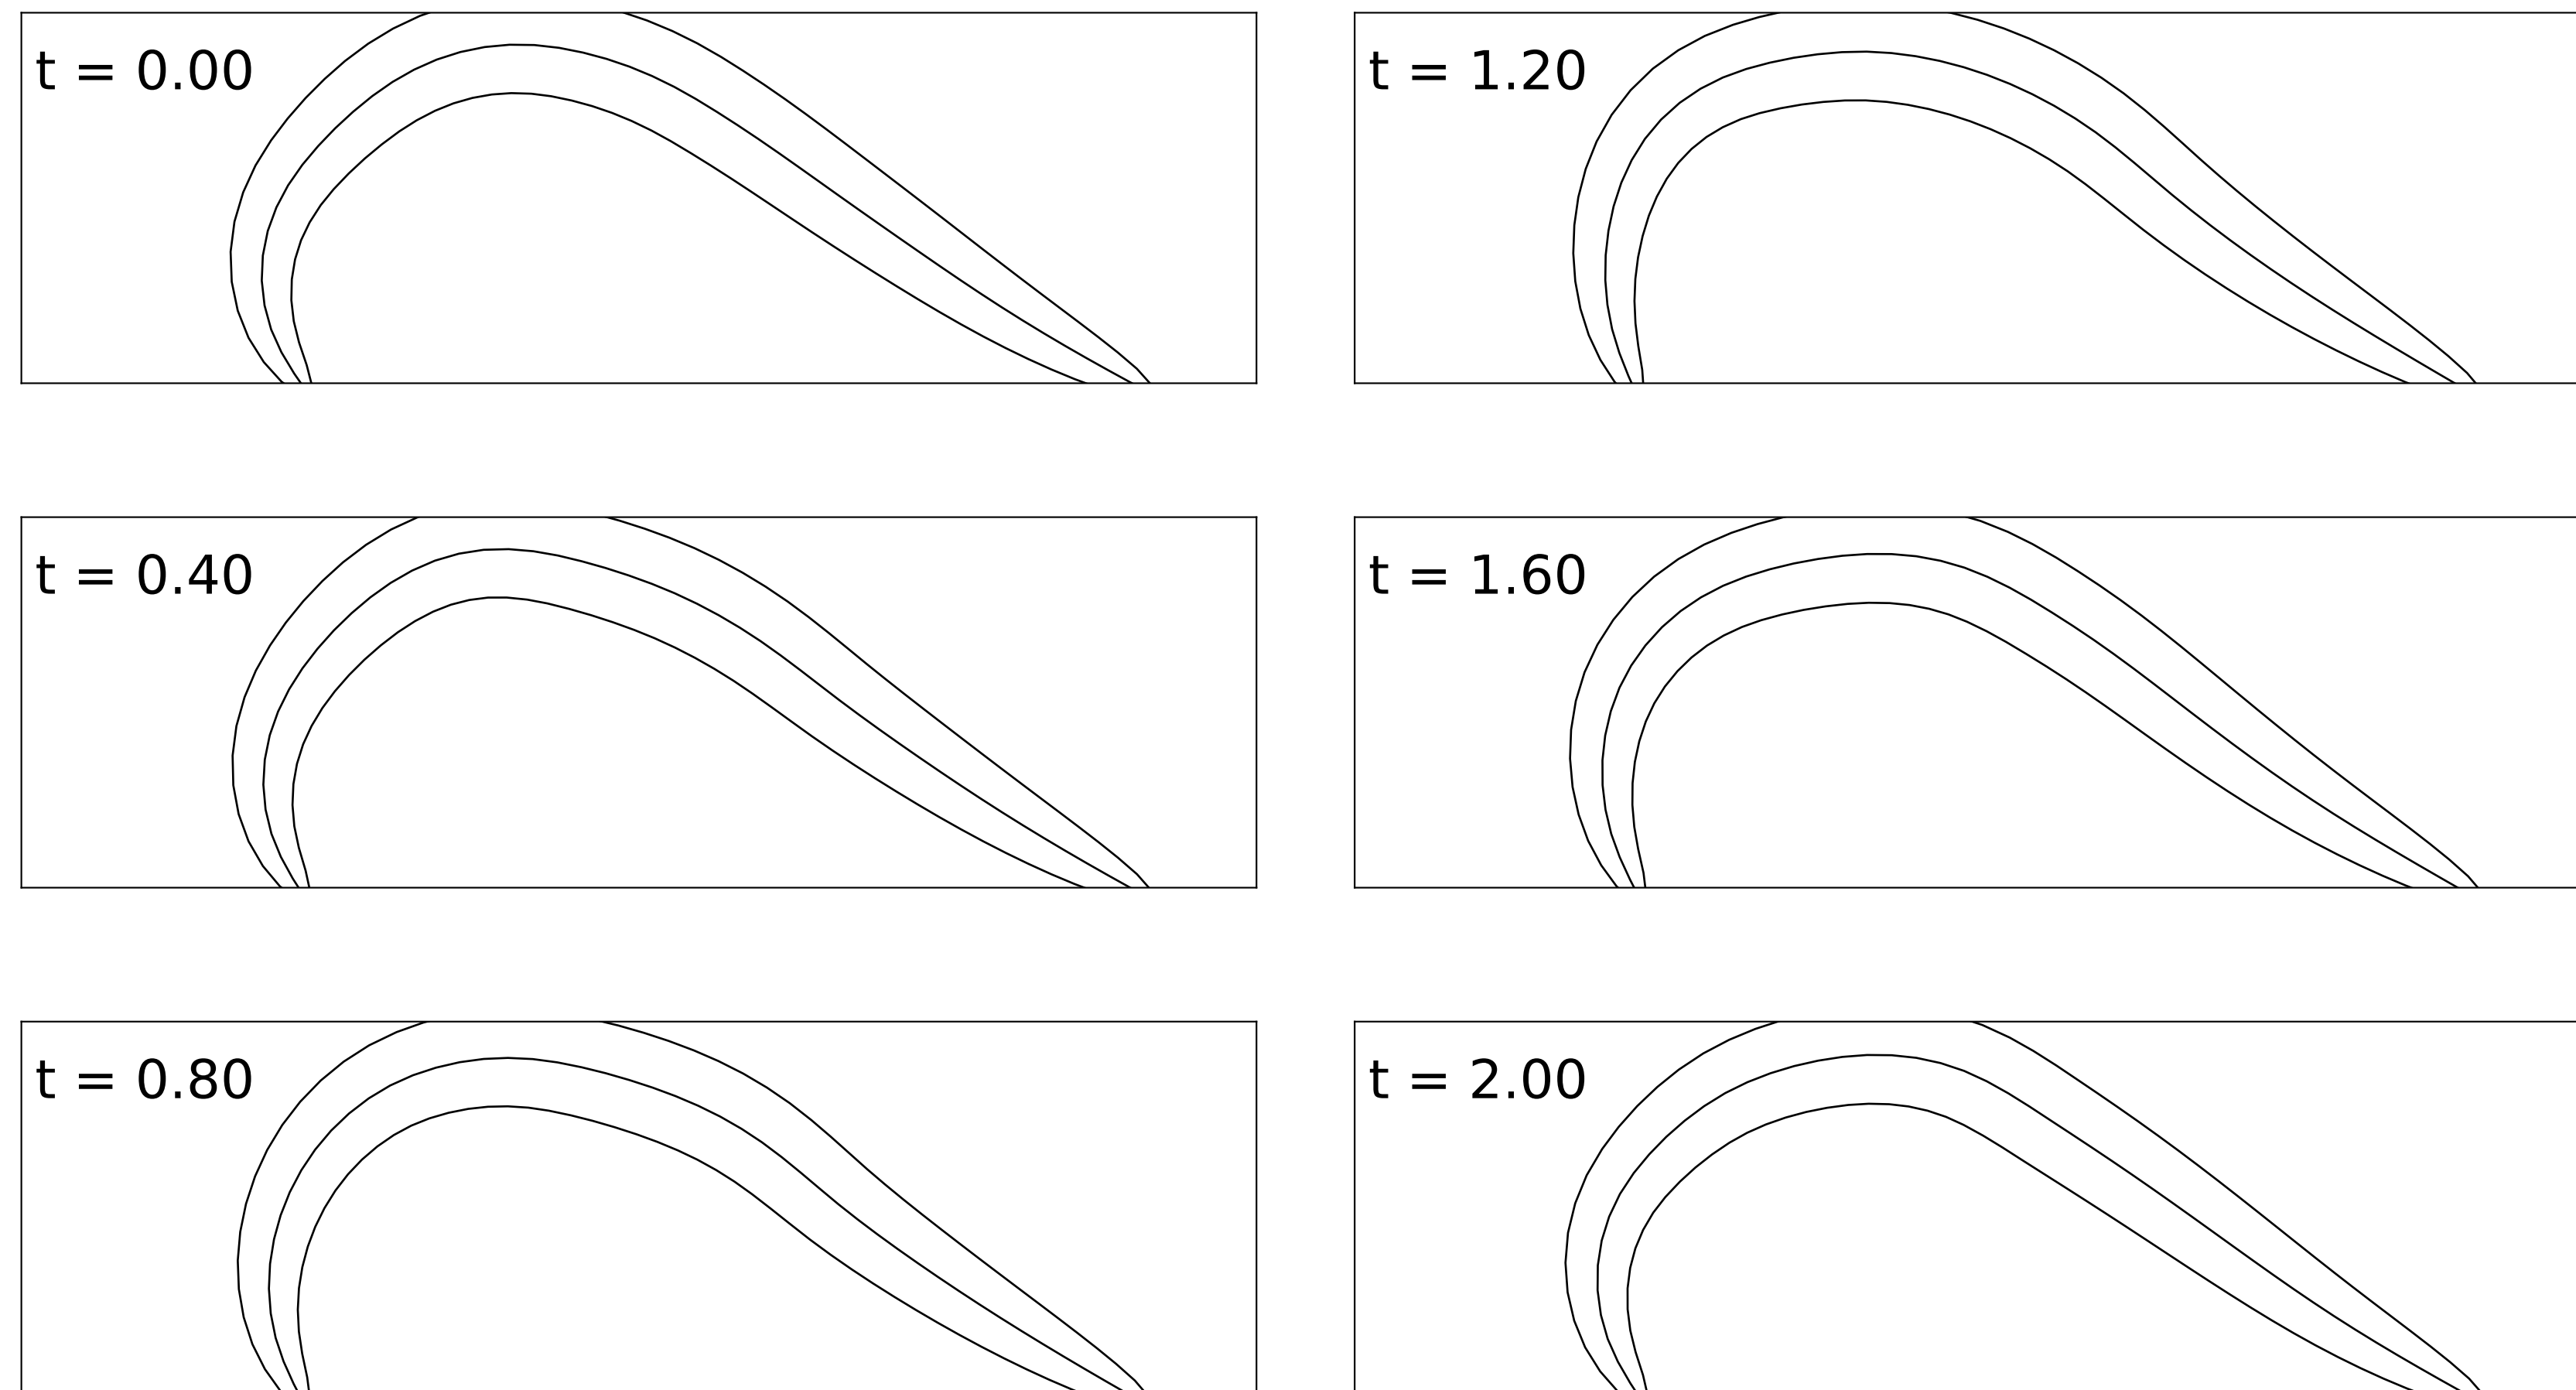 t = 0.00
t = 1.20
t = 0.40
t = 1.60
t = 0.80
t = 2.00